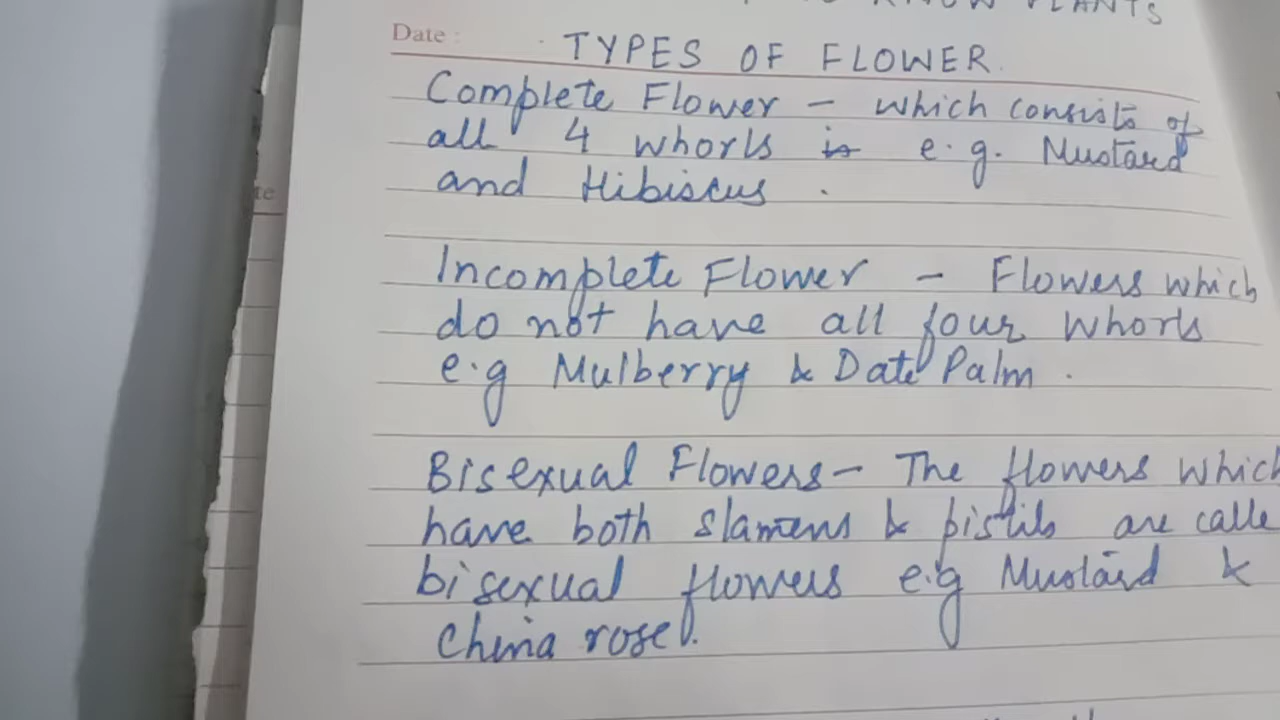 KNOW PLANTS
Date :
TYPES OF FLOWER.
Complete Flower - which consists of
all 4 whorls is e.g. Mustard
and Hibiscus .
Incomplete Flower - Flowers which
do not have all four whorls
e.g Mulberry & Date Palm .
Bisexual Flowers - The flowers which
have both stamens & pistils are calle
bisexual flowers e.g Mustard &
China rose.